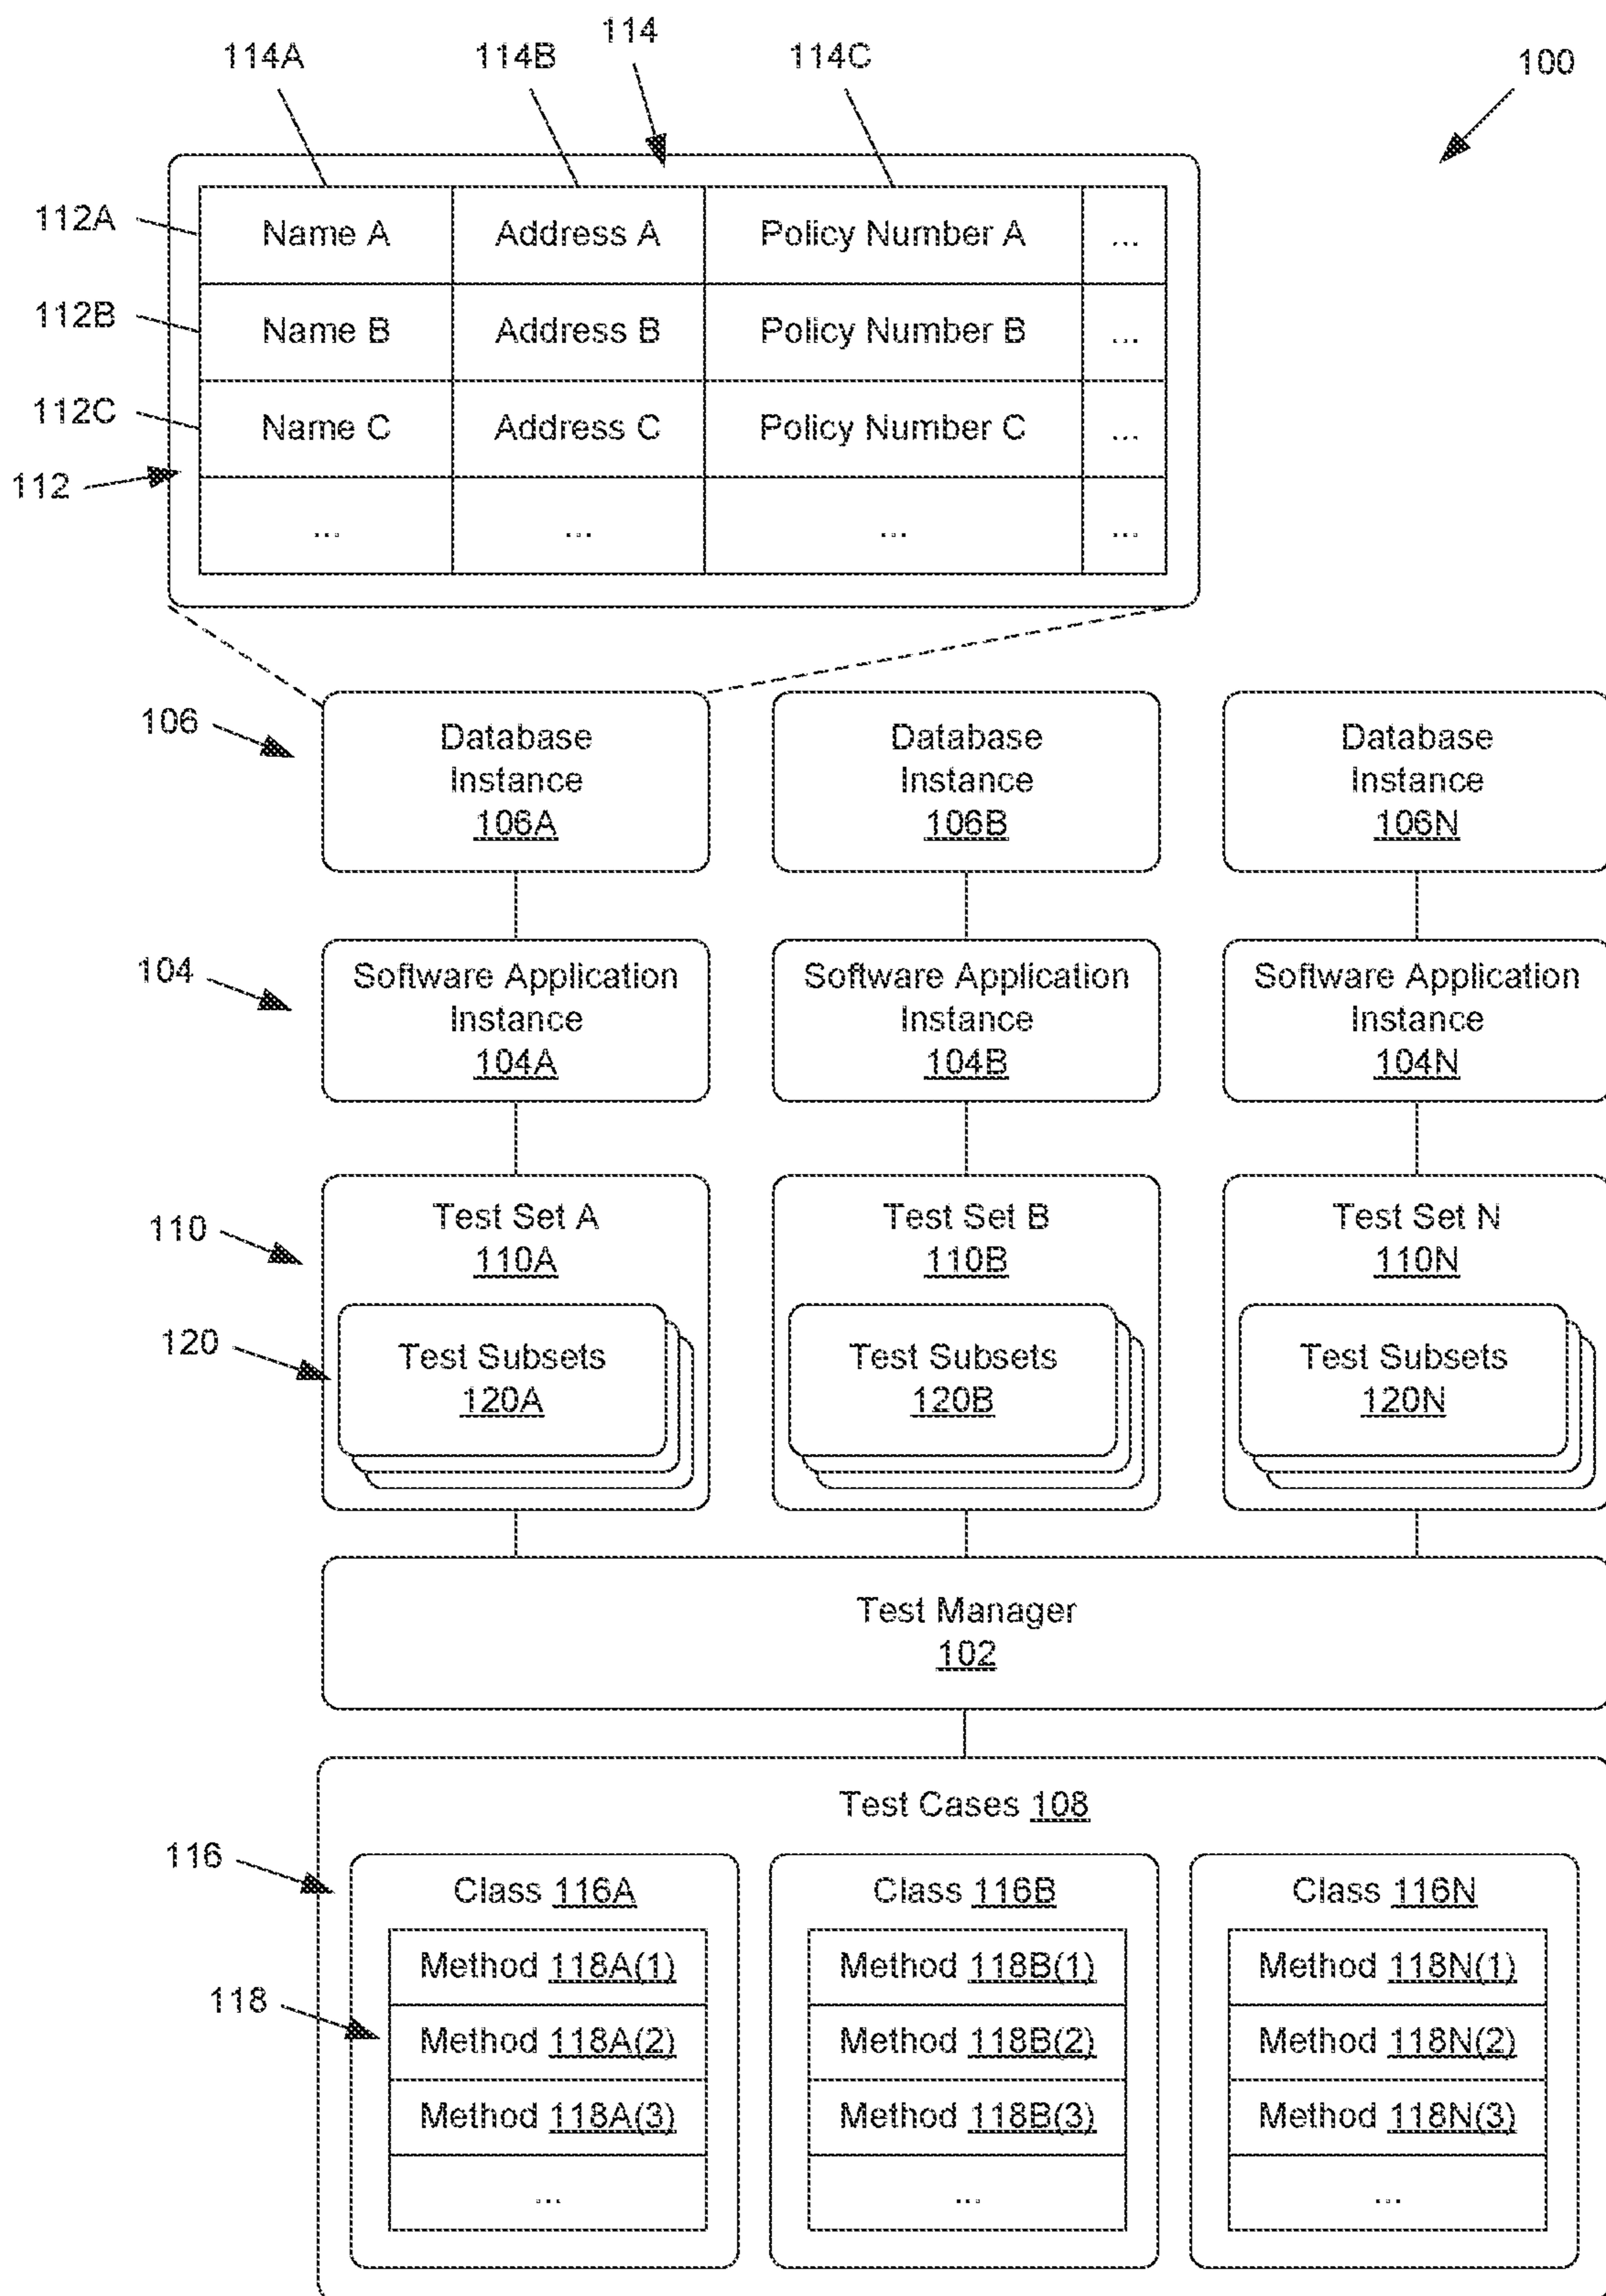 114
114A 114B 114C 100
112A Name A Address A Policy Number A ...
112B Name B Address B Policy Number B ...
112C Name C Address C Policy Number C ...
112
... ... ... ...
106
Database Database Database
Instance Instance Instance
106A 106B 106N
104
Software Application Software Application Software Application
Instance Instance Instance
104A 104B 104N
110
Test Set A Test Set B Test Set N
110A 110B 110N
120
Test Subsets Test Subsets Test Subsets
120A 120B 120N
Test Manager
102
Test Cases 108
116
Class 116A Class 116B Class 116N
Method 118A(1) Method 118B(1) Method 118N(1)
118
Method 118A(2) Method 118B(2) Method 118N(2)
Method 118A(3) Method 118B(3) Method 118N(3)
... ... ...